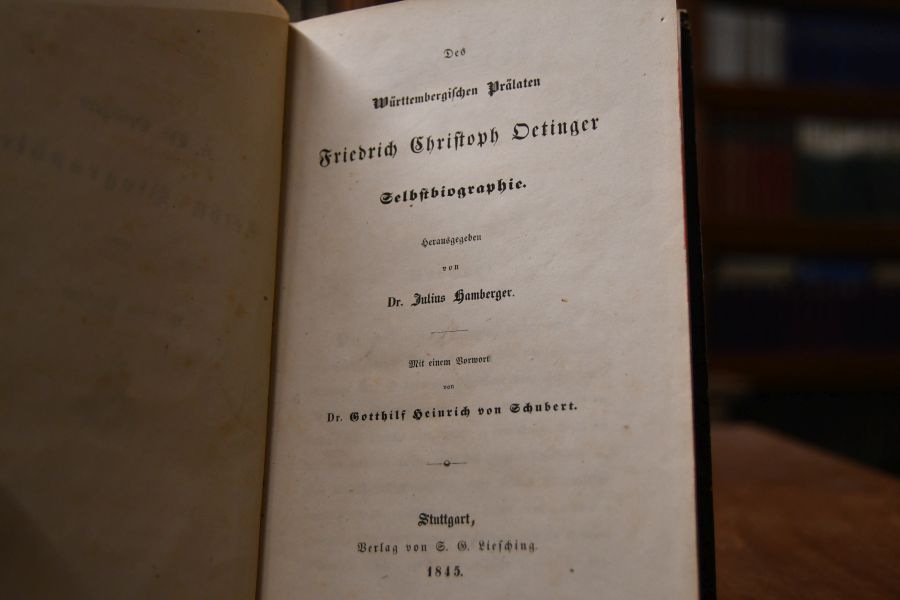 Des
Württembergischen Prälaten
Friedrich Christoph Oetinger
Selbstbiographie.
Herausgegeben
von
Dr. Julius Hamberger.
Mit einem Vorwort
von
Dr. Gotthilf Heinrich von Schubert.
Stuttgart,
Verlag von S. G. Liesching.
1845.